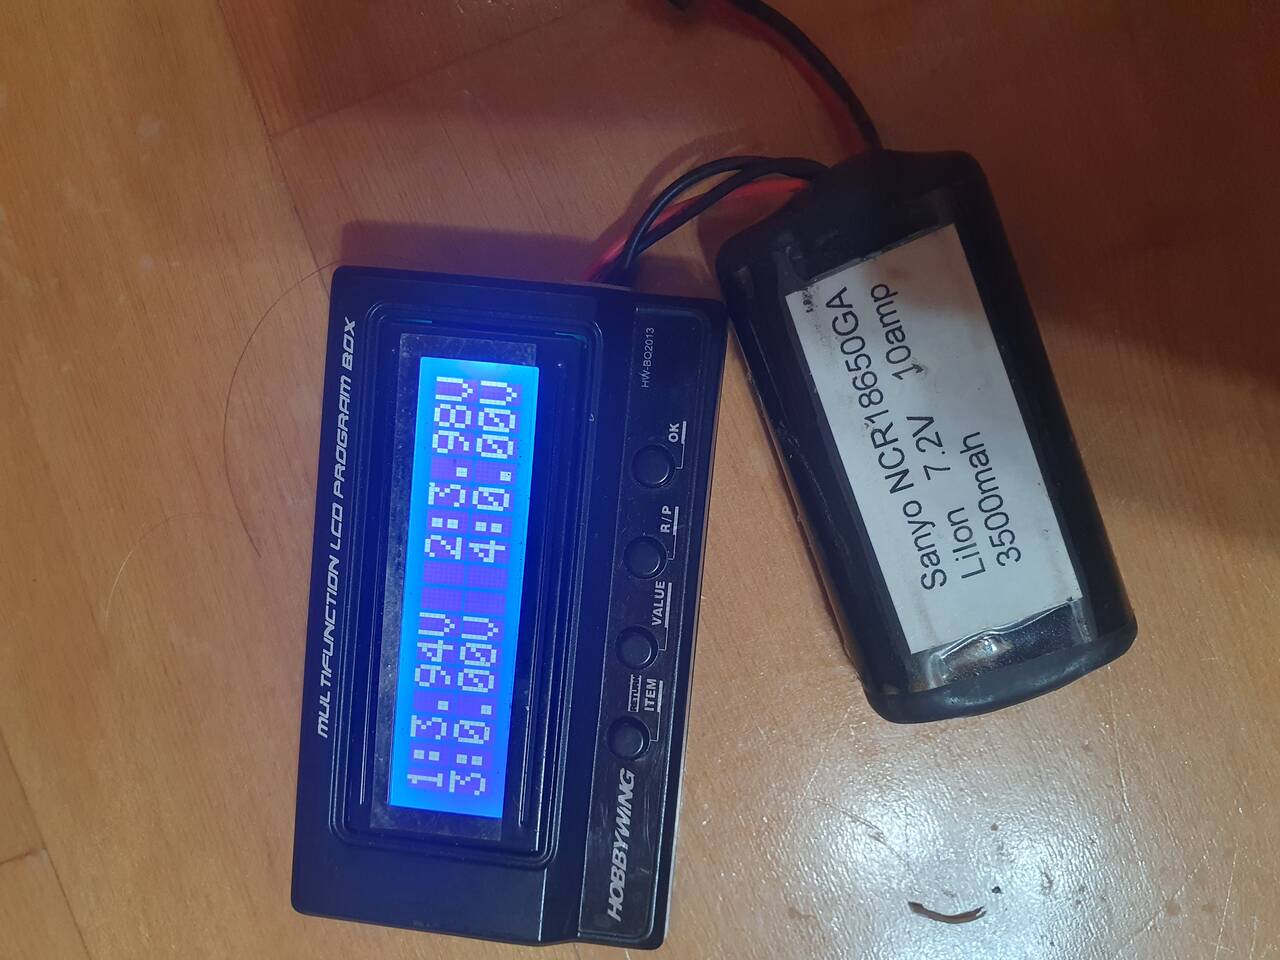 MULTIFUNCTION LCD PROGRAM BOX
1:3.94V 2:3.98V
3:0.00V 4:0.00V
HW-BO2013
RETURN
ITEM
VALUE
R/P
OK
HOBBYWING
Sanyo NCR18650GA
LiIon 7.2V 10amp
3500mah